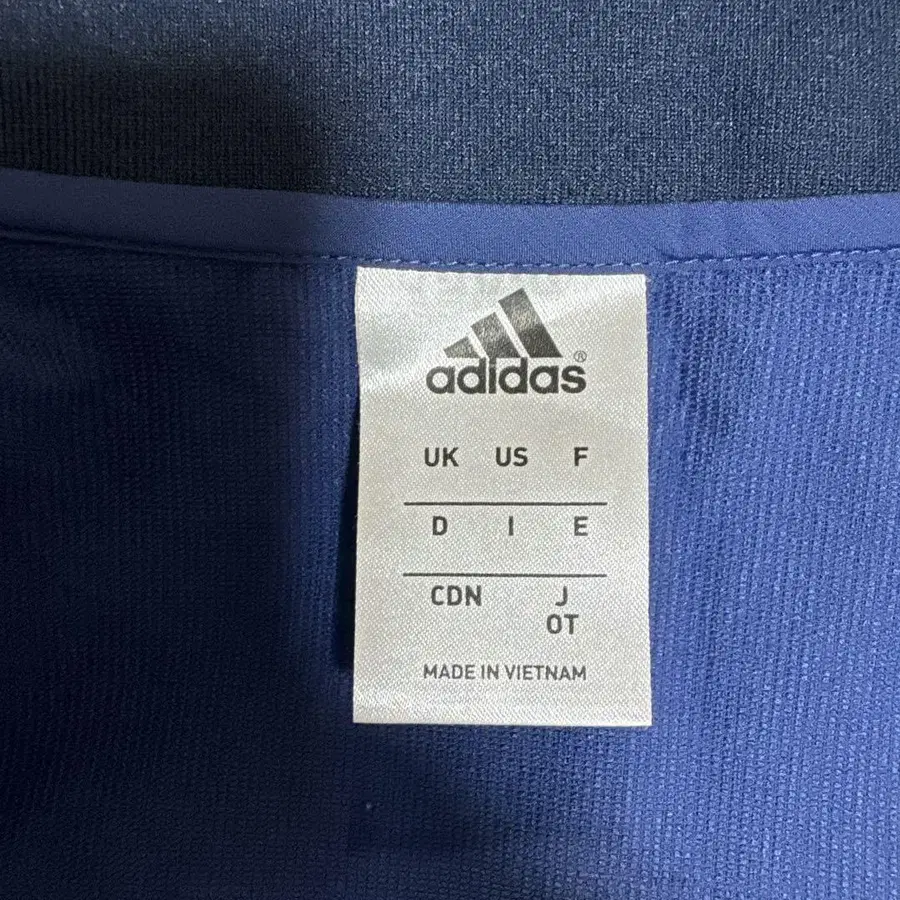 adidas®
UK US F
D I E
CDN J
OT
MADE IN VIETNAM